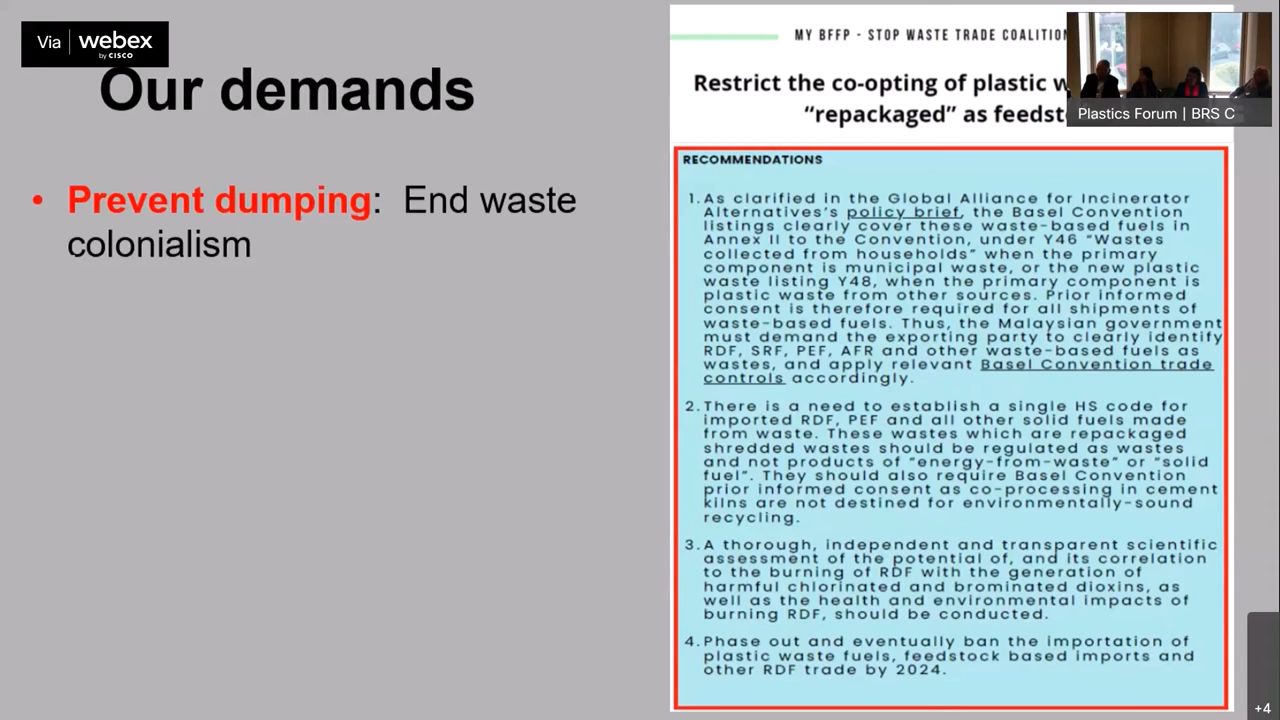 Via webex
by CISCO
Our demands
• Prevent dumping: End waste
colonialism
MY BFFP - STOP WASTE TRADE COALITION
Restrict the co-opting of plastic
"repackaged" as
Plastics Forum | BRS C
RECOMMENDATIONS
1. As clarified in the Global Alliance for Incinerator
Alternatives's policy brief, the Basel Convention
listings clearly cover these waste-based fuels in
Annex II to the Convention, under Y46 "Wastes
collected from households" when the primary
component is municipal waste, or the new plastic
waste listing Y48, when the primary component is
plastic waste from other sources. Prior informed
consent is therefore required for all shipments of
waste-based fuels. Thus, the Malaysian government
must demand the exporting party to clearly identify
RDF, SRF, PEF, AFR and other waste-based fuels as
wastes, and apply relevant Basel Convention trade
controls accordingly.
2. There is a need to establish a single HS code for
imported RDF, PEF and all other solid fuels made
from waste. These wastes which are repackaged
shredded wastes should be regulated as wastes
and not products of "energy-from-waste" or "solid
fuel". They should also require Basel Convention
prior informed consent as co-processing in cement
kilns are not destined for environmentally-sound
recycling.
3. A thorough, independent and transparent scientific
assessment of the potential of, and its correlation
to the burning of RDF with the generation of
harmful chlorinated and brominated dioxins, as
well as the health and environmental impacts of
burning RDF, should be conducted.
4. Phase out and eventually ban the importation of
plastic waste fuels, feedstock based imports and
other RDF trade by 2024.
+4